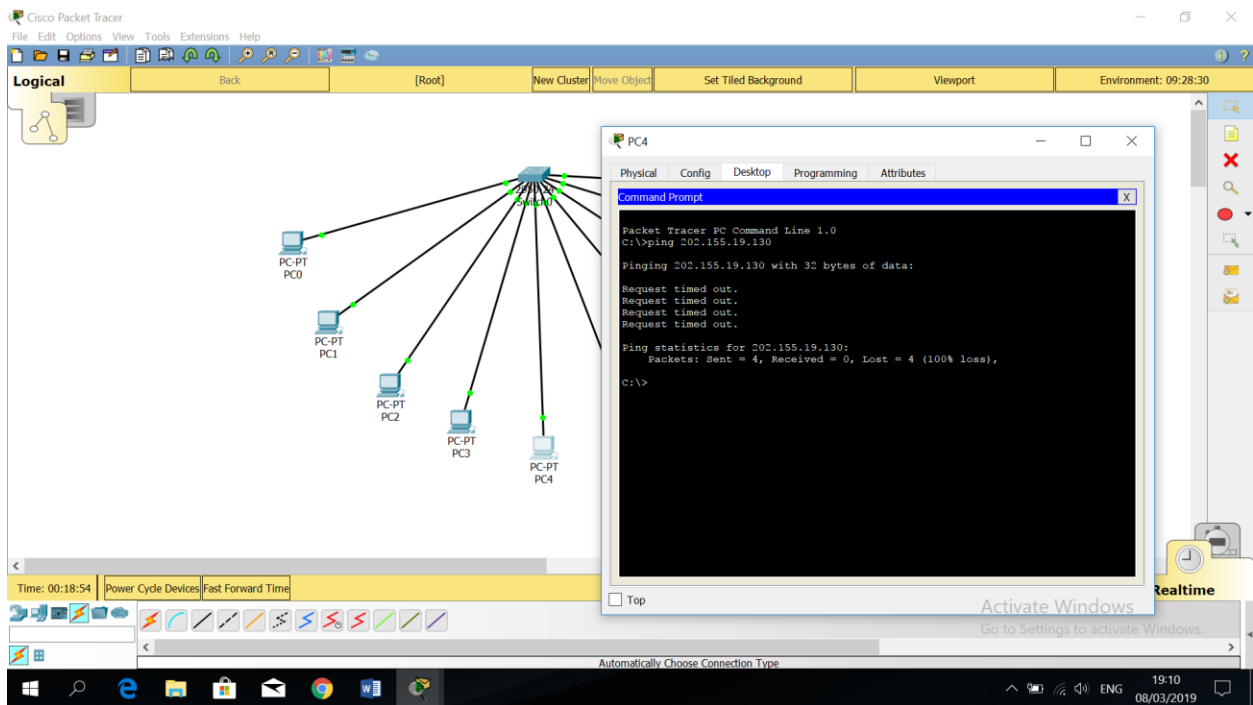 Cisco Packet Tracer
File Edit Options View Tools Extensions Help
Logical
Back
[Root]
New Cluster
Move Object
Set Tiled Background
Viewport
Environment: 09:28:30
Switch0
PC-PT
PC0
PC-PT
PC1
PC-PT
PC2
PC-PT
PC3
PC-PT
PC4
PC4
Physical Config Desktop Programming Attributes
Command Prompt
X
Packet Tracer PC Command Line 1.0
C:\>ping 202.155.19.130
Pinging 202.155.19.130 with 32 bytes of data:
Request timed out.
Request timed out.
Request timed out.
Request timed out.
Ping statistics for 202.155.19.130:
Packets: Sent = 4, Received = 0, Lost = 4 (100% loss),
C:\>
Top
Time: 00:18:54
Power Cycle Devices
Fast Forward Time
Realtime
Activate Windows
Go to Settings to activate Windows.
Automatically Choose Connection Type
ENG
19:10
08/03/2019